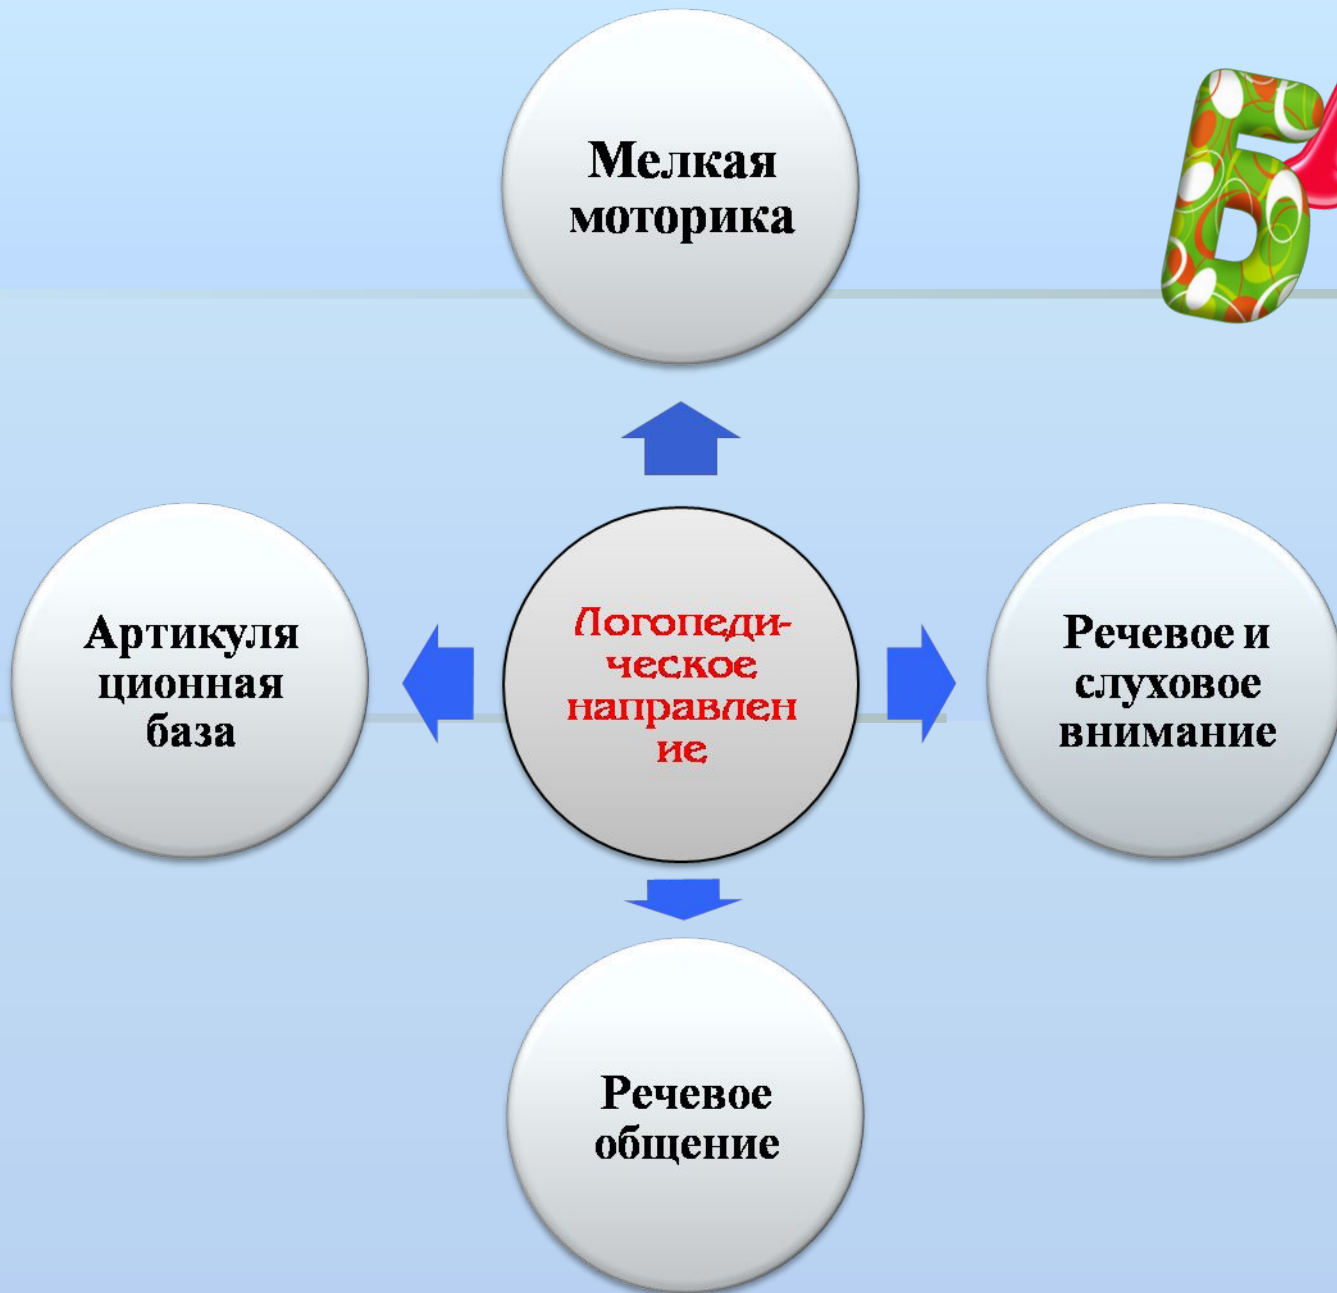 Мелкая
моторика
Б
Артикуля
ционная
база
Логопеди-
ческое
направлен
ие
Речевое и
слуховое
внимание
Речевое
общение